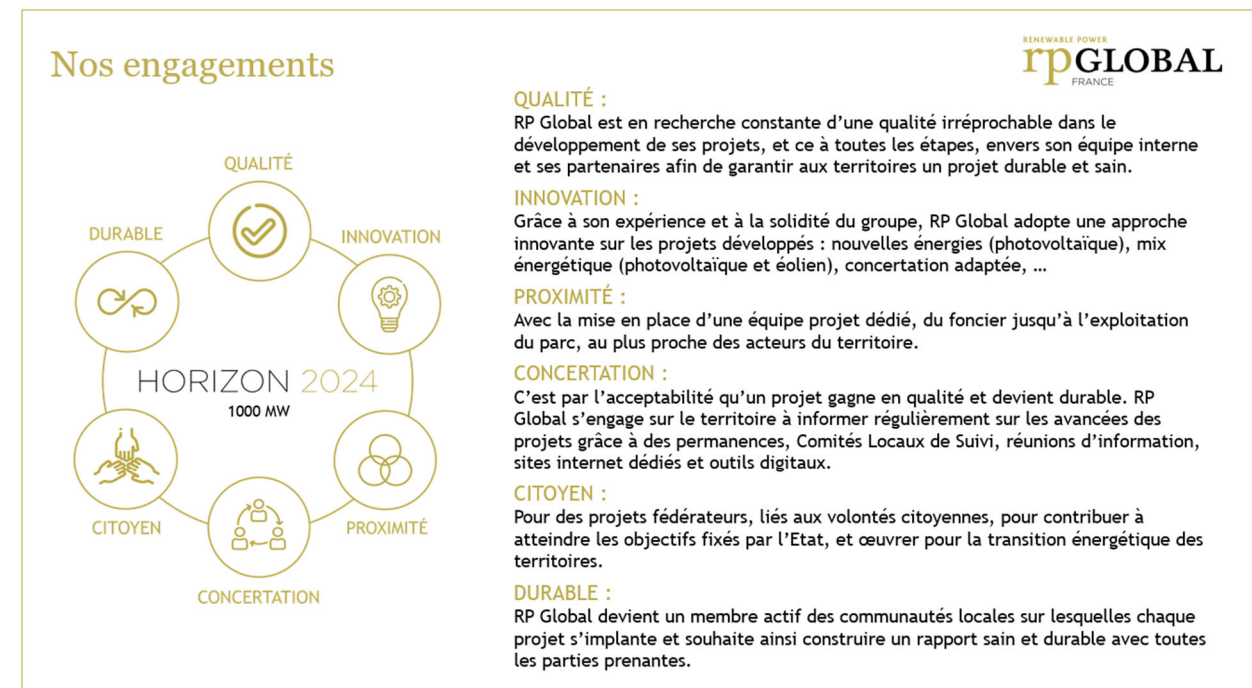 Nos engagements
RENEWABLE POWER
rpGLOBAL
FRANCE
QUALITÉ
DURABLE
INNOVATION
HORIZON 2024
1000 MW
CITOYEN
PROXIMITÉ
CONCERTATION
QUALITÉ :
RP Global est en recherche constante d’une qualité irréprochable dans le
développement de ses projets, et ce à toutes les étapes, envers son équipe interne
et ses partenaires afin de garantir aux territoires un projet durable et sain.
INNOVATION :
Grâce à son expérience et à la solidité du groupe, RP Global adopte une approche
innovante sur les projets développés : nouvelles énergies (photovoltaïque), mix
énergétique (photovoltaïque et éolien), concertation adaptée, …
PROXIMITÉ :
Avec la mise en place d’une équipe projet dédié, du foncier jusqu’à l’exploitation
du parc, au plus proche des acteurs du territoire.
CONCERTATION :
C’est par l’acceptabilité qu’un projet gagne en qualité et devient durable. RP
Global s’engage sur le territoire à informer régulièrement sur les avancées des
projets grâce à des permanences, Comités Locaux de Suivi, réunions d’information,
sites internet dédiés et outils digitaux.
CITOYEN :
Pour des projets fédérateurs, liés aux volontés citoyennes, pour contribuer à
atteindre les objectifs fixés par l’Etat, et œuvrer pour la transition énergétique des
territoires.
DURABLE :
RP Global devient un membre actif des communautés locales sur lesquelles chaque
projet s’implante et souhaite ainsi construire un rapport sain et durable avec toutes
les parties prenantes.